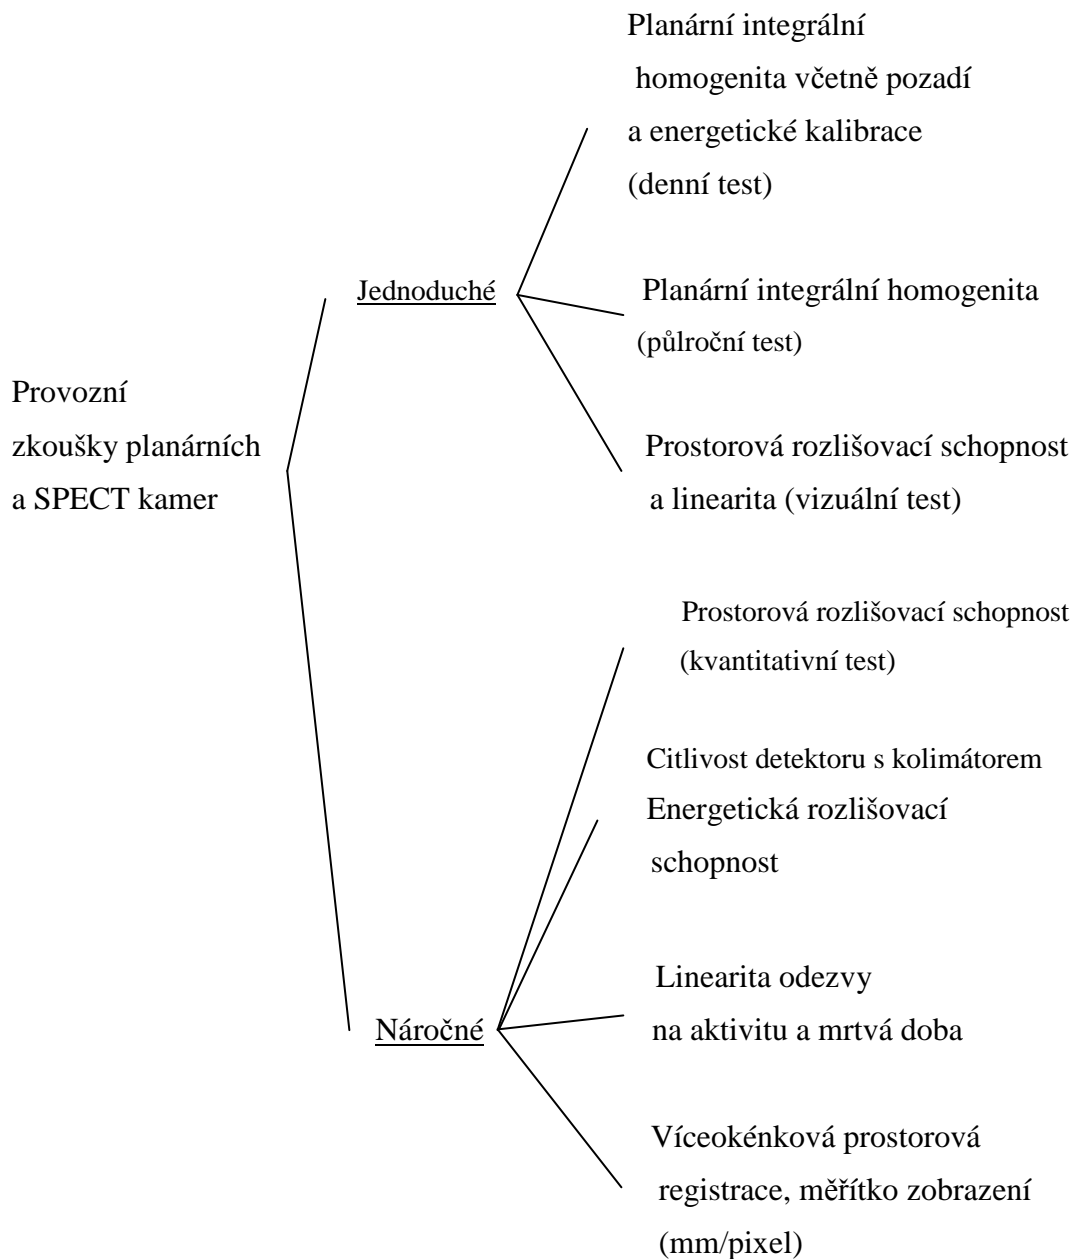 Planární integrální
homogenita včetně pozadí
a energetické kalibrace
(denní test)
Jednoduché
Planární integrální homogenita
(půlroční test)
Provozní
zkoušky planárních
a SPECT kamer
Prostorová rozlišovací schopnost
a linearita (vizuální test)
Prostorová rozlišovací schopnost
(kvantitativní test)
Citlivost detektoru s kolimátorem
Energetická rozlišovací
schopnost
Linearita odezvy
na aktivitu a mrtvá doba
Náročné
Víceokénková prostorová
registrace, měřítko zobrazení
(mm/pixel)